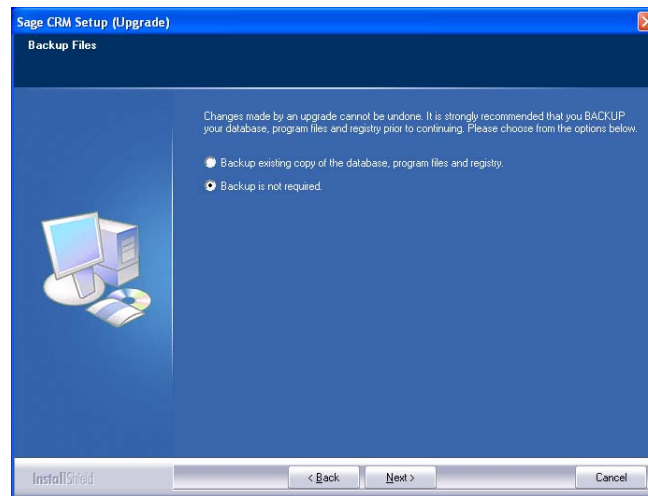 Sage CRM Setup (Upgrade)
Backup Files
Changes made by an upgrade cannot be undone. It is strongly recommended that you BACKUP
your database, program files and registry prior to continuing. Please choose from the options below.
Backup existing copy of the database, program files and registry.
Backup is not required.
InstallShield
< Back
Next >
Cancel